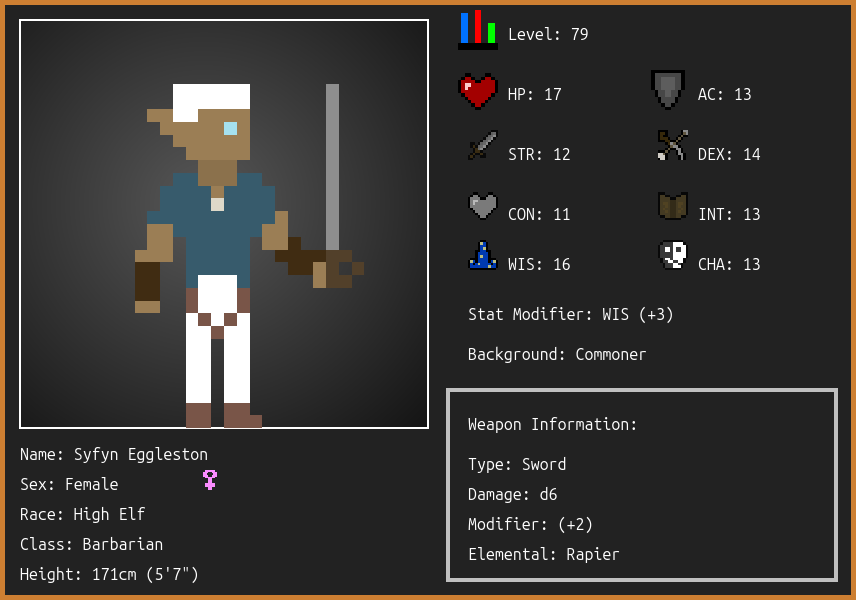 Level: 79
HP: 17
AC: 13
STR: 12
DEX: 14
CON: 11
INT: 13
WIS: 16
CHA: 13
Stat Modifier: WIS (+3)
Background: Commoner
Weapon Information:
Type: Sword
Damage: d6
Modifier: (+2)
Elemental: Rapier
Name: Syfyn Eggleston
Sex: Female
Race: High Elf
Class: Barbarian
Height: 171cm (5'7")